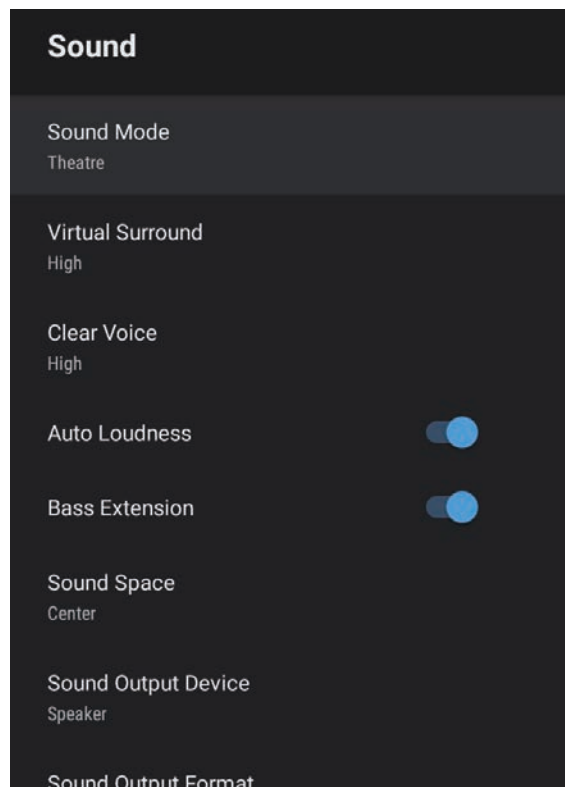 Sound
Sound Mode
Theatre
Virtual Surround
High
Clear Voice
High
Auto Loudness
Bass Extension
Sound Space
Center
Sound Output Device
Speaker
Sound Output Format